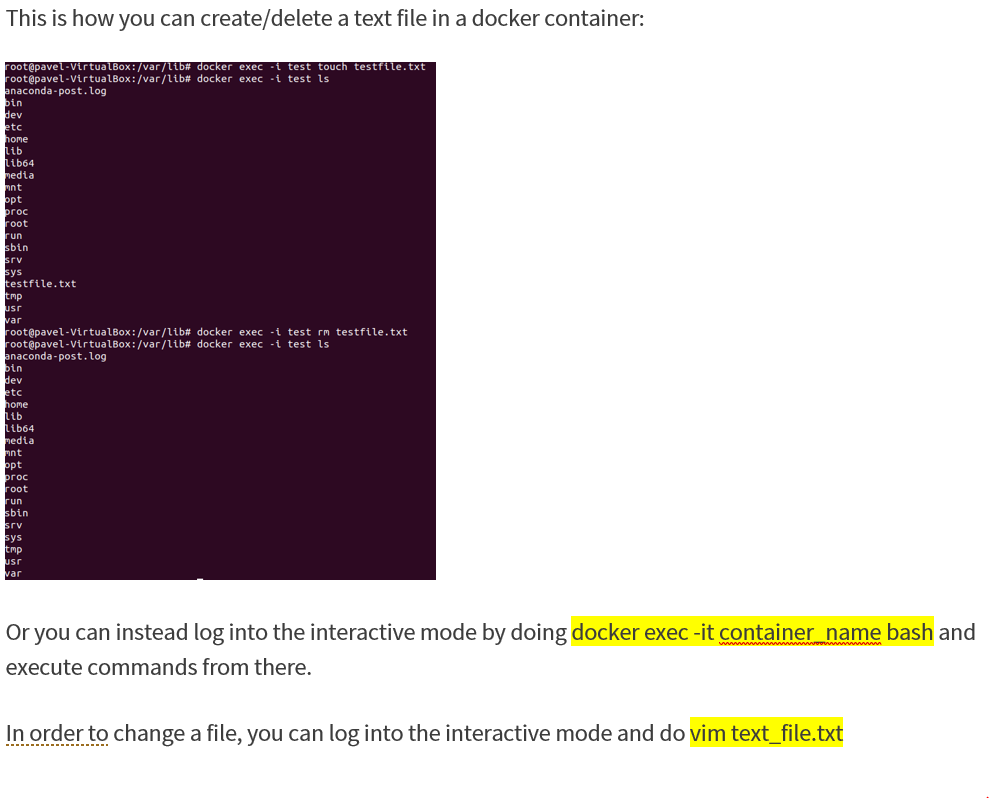 This is how you can create/delete a text file in a docker container:
root@pavel-VirtualBox:/var/lib# docker exec -i test touch testfile.txt
root@pavel-VirtualBox:/var/lib# docker exec -i test ls
anaconda-post.log
bin
dev
etc
home
lib
lib64
media
mnt
opt
proc
root
run
sbin
srv
sys
testfile.txt
tmp
usr
var
root@pavel-VirtualBox:/var/lib# docker exec -i test rm testfile.txt
root@pavel-VirtualBox:/var/lib# docker exec -i test ls
anaconda-post.log
bin
dev
etc
home
lib
lib64
media
mnt
opt
proc
root
run
sbin
srv
sys
tmp
usr
var
Or you can instead log into the interactive mode by doing docker exec -it container_name bash and
execute commands from there.
In order to change a file, you can log into the interactive mode and do vim text_file.txt